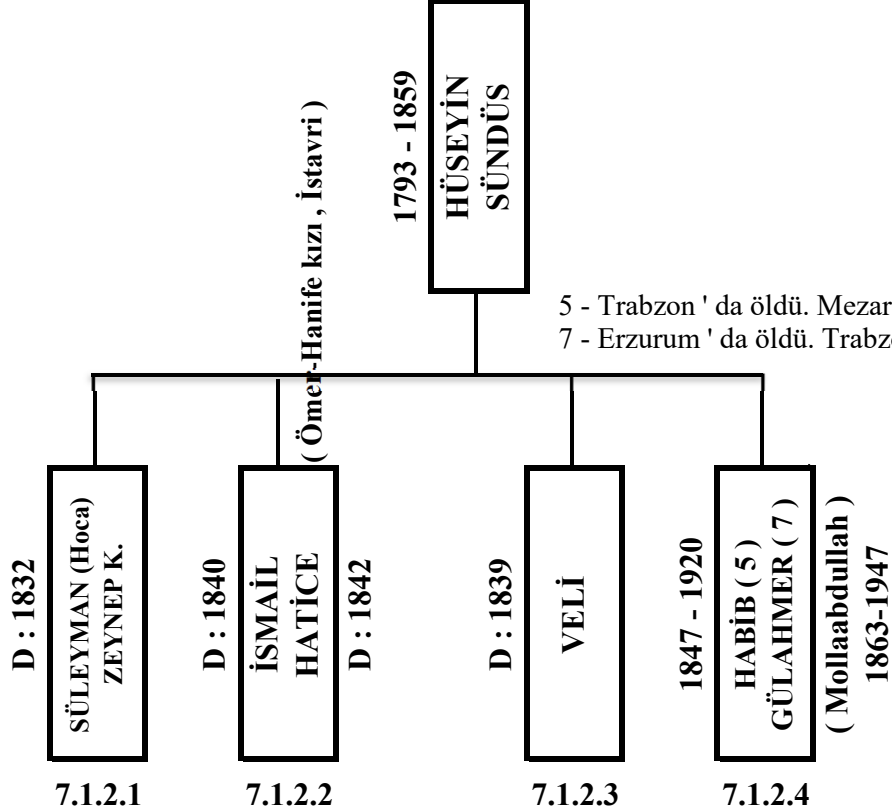 1793 - 1859
HÜSEYİN
SÜNDÜS
5 - Trabzon ' da öldü. Mezar
7 - Erzurum ' da öldü.
D : 1832
SÜLEYMAN (Hoca)
ZEYNEP K.
7.1.2.1
D : 1840
İSMAİL
HATİCE
D : 1842
( Ömer-Hanife kızı , İstavri )
7.1.2.2
D : 1839
VELİ
7.1.2.3
1847 - 1920
HABİB ( 5 )
GÜLAHMER ( 7 )
( Mollaabdullah )
1863-1947
7.1.2.4